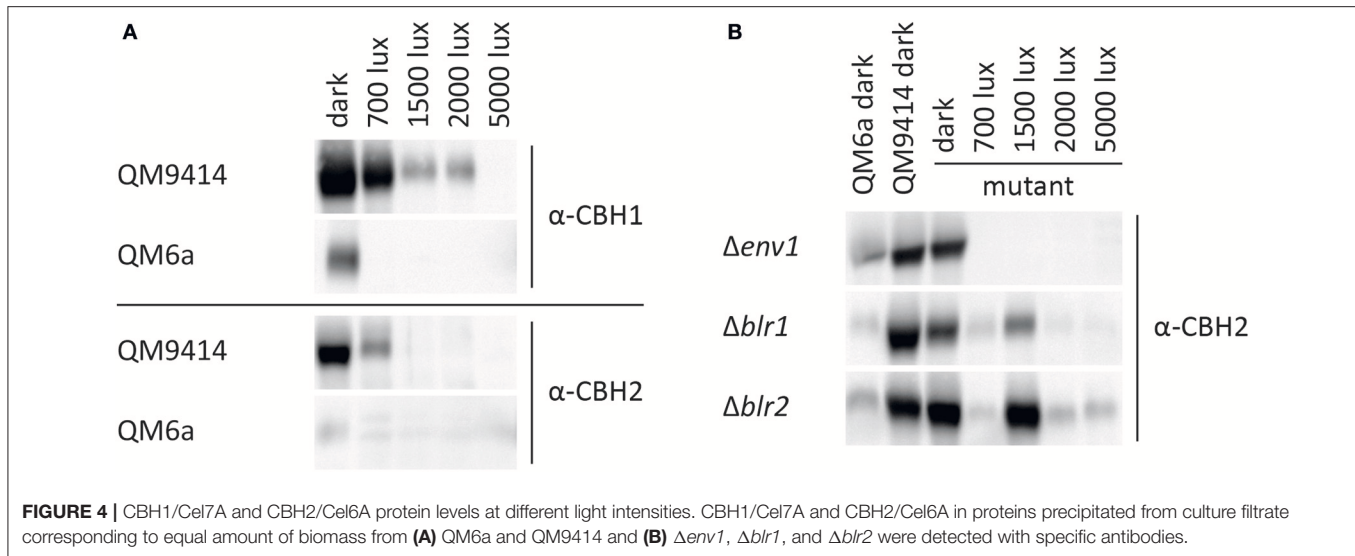 A
dark
700 lux
1500 lux
2000 lux
5000 lux
QM9414
QM6a
α-CBH1
QM9414
QM6a
α-CBH2
B
QM6a dark
QM9414 dark
dark
700 lux
1500 lux
2000 lux
5000 lux
mutant
Δenv1
Δblr1
Δblr2
α-CBH2
FIGURE 4 | CBH1/Cel7A and CBH2/Cel6A protein levels at different light intensities. CBH1/Cel7A and CBH2/Cel6A in proteins precipitated from culture filtrate
corresponding to equal amount of biomass from (A) QM6a and QM9414 and (B) Δenv1, Δblr1, and Δblr2 were detected with specific antibodies.